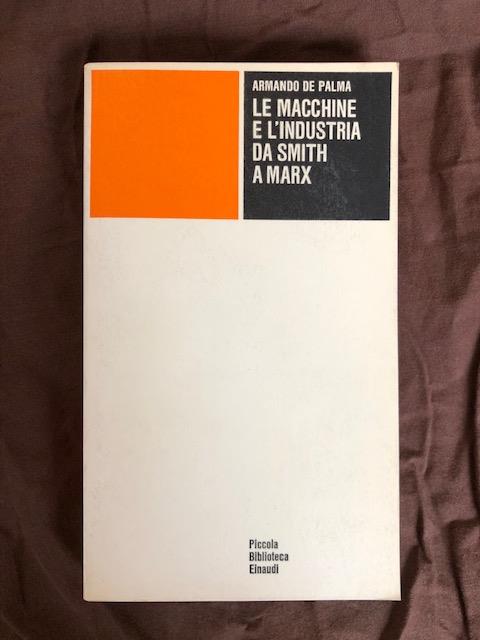 ARMANDO DE PALMA
LE MACCHINE
E L'INDUSTRIA
DA SMITH
A MARX
Piccola
Biblioteca
Einaudi